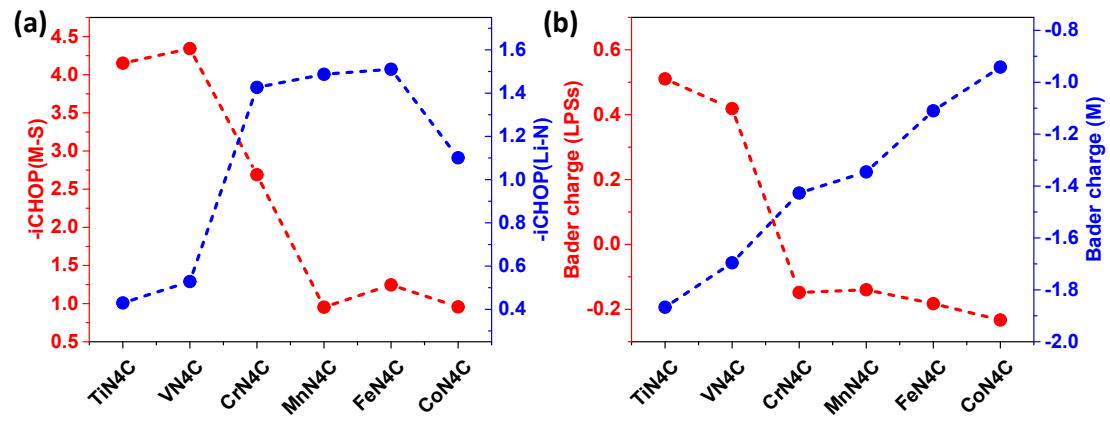 (a)
4.5
4.0
3.5
3.0
2.5
2.0
1.5
1.0
0.5
-iCHOP(M-S)
1.6
1.4
1.2
1.0
0.8
0.6
0.4
-iCHOP(Li-N)
TiN4C
VN4C
CrN4C
MnN4C
FeN4C
CoN4C
(b)
0.6
0.4
0.2
0.0
-0.2
Bader charge (LPSs)
-0.8
-1.0
-1.2
-1.4
-1.6
-1.8
-2.0
Bader charge (M)
TiN4C
VN4C
CrN4C
MnN4C
FeN4C
CoN4C